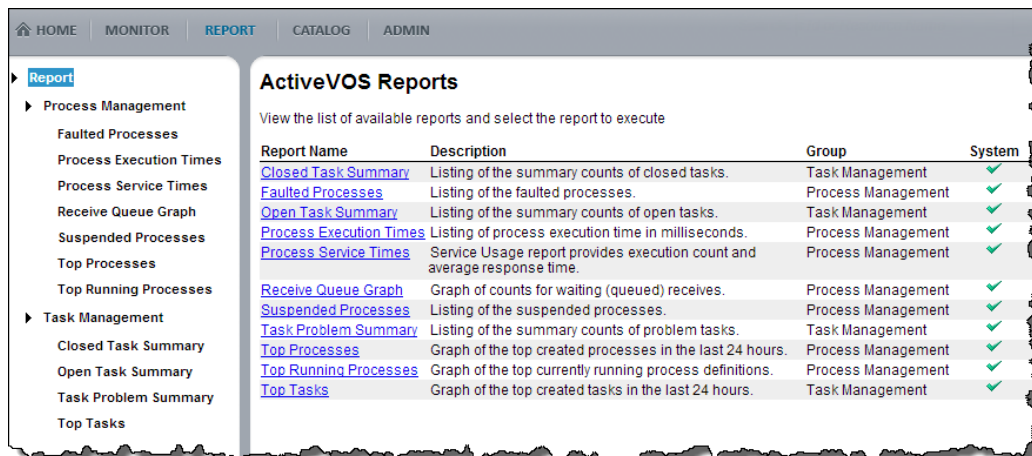 HOME MONITOR REPORT CATALOG ADMIN
Report
Process Management
Faulted Processes
Process Execution Times
Process Service Times
Receive Queue Graph
Suspended Processes
Top Processes
Top Running Processes
Task Management
Closed Task Summary
Open Task Summary
Task Problem Summary
Top Tasks
ActiveVOS Reports
View the list of available reports and select the report to execute
Report Name Description Group System
Closed Task Summary Listing of the summary counts of closed tasks. Task Management
Faulted Processes Listing of the faulted processes. Process Management
Open Task Summary Listing of the summary counts of open tasks. Task Management
Process Execution Times Listing of process execution time in milliseconds. Process Management
Process Service Times Service Usage report provides execution count and Process Management
average response time.
Receive Queue Graph Graph of counts for waiting (queued) receives. Process Management
Suspended Processes Listing of the suspended processes. Process Management
Task Problem Summary Listing of the summary counts of problem tasks. Task Management
Top Processes Graph of the top created processes in the last 24 hours. Process Management
Top Running Processes Graph of the top currently running process definitions. Process Management
Top Tasks Graph of the top created tasks in the last 24 hours. Task Management